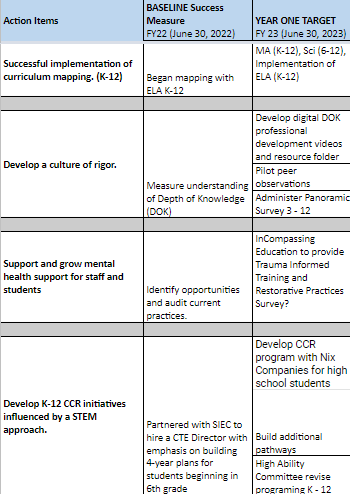 Action Items
BASELINE Success
Measure
FY22 (June 30, 2022)
YEAR ONE TARGET
FY 23 (June 30, 2023)
Successful implementation of
curriculum mapping. (K-12)
Began mapping with
ELA K-12
MA (K-12), Sci (6-12),
Implementation of
ELA (K-12)
Develop a culture of rigor.
Measure understanding
of Depth of Knowledge
(DOK)
Develop digital DOK
professional
development videos
and resource folder
Pilot peer
observations
Administer Panoramic
Survey 3 - 12
Support and grow mental
health support for staff and
students
Identify opportunities
and audit current
practices.
InCompassing
Education to provide
Trauma Informed
Training and
Restorative Practices
Survey?
Develop K-12 CCR initiatives
influenced by a STEM
approach.
Partnered with SIEC to
hire a CTE Director with
emphasis on building
4-year plans for
students beginning in
6th grade
Develop CCR
program with Nix
Companies for high
school students
Build additional
pathways
High Ability
Committee revise
programing K - 12